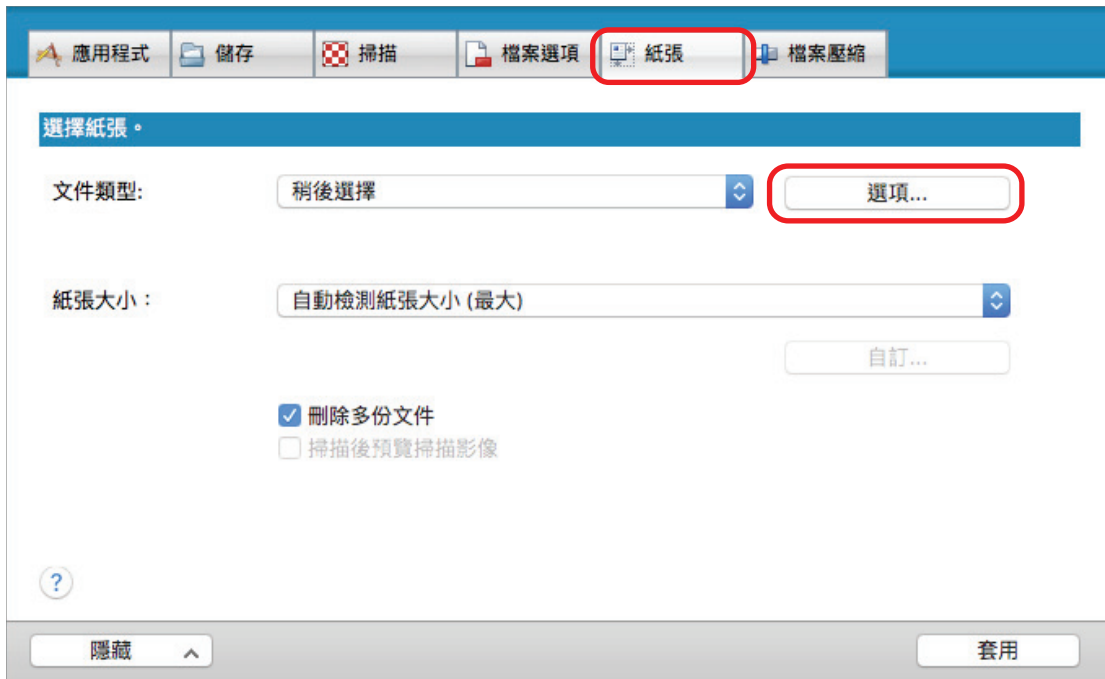 應用程式 儲存 掃描 檔案選項 紙張 檔案壓縮
選擇紙張。
文件類型: 稍後選擇 選項...
紙張大小： 自動檢測紙張大小 (最大)
自訂...
刪除多份文件
掃描後預覽掃描影像
?
隱藏 套用